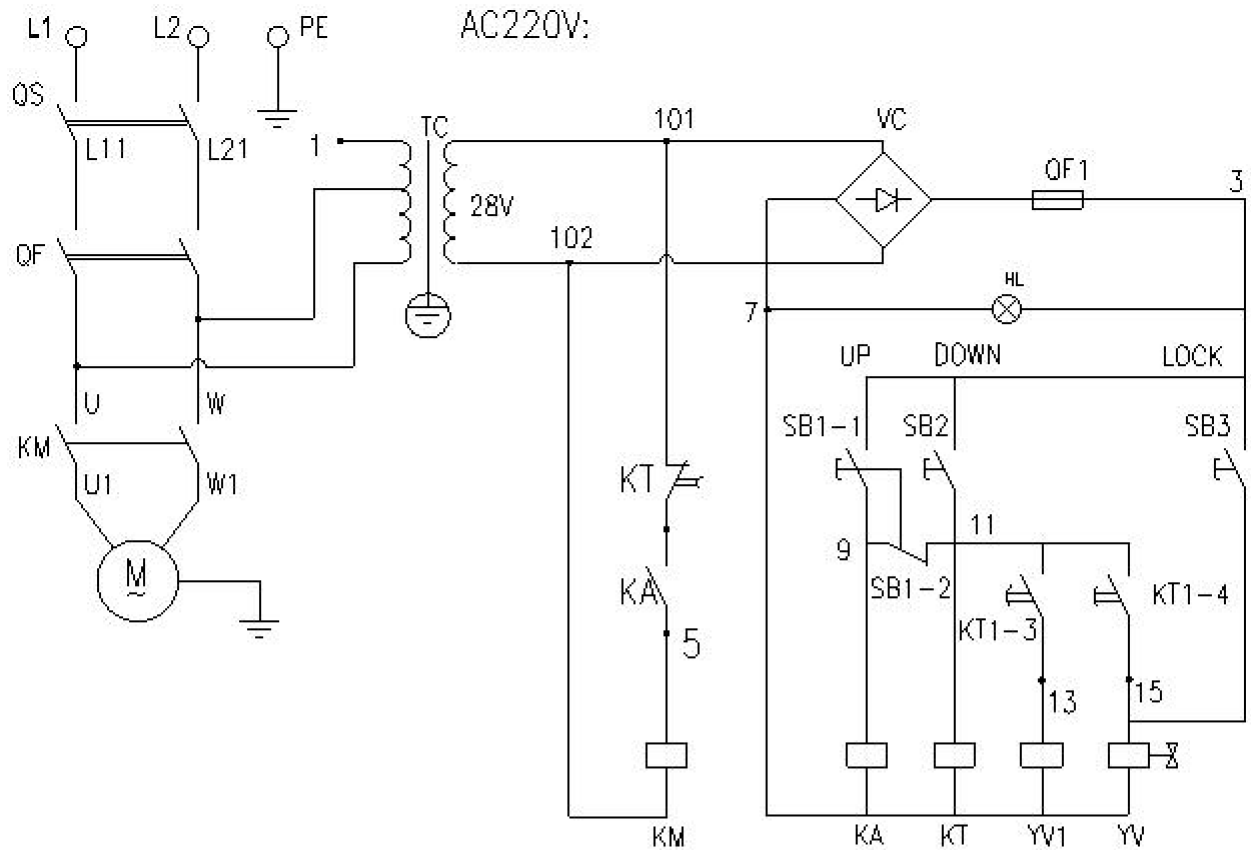 L1 L2 PE AC220V:
QS
L11 L21 1 TC 101 VC
QF1 3
28V
QF 102
HL
7
UP DOWN LOCK
U W
SB1-1 SB2 SB3
KM
U1 W1 KT
11
9
M
~
KA SB1-2 KT1-4
KT1-3
5
13 15
KM KA KT YV1 YV